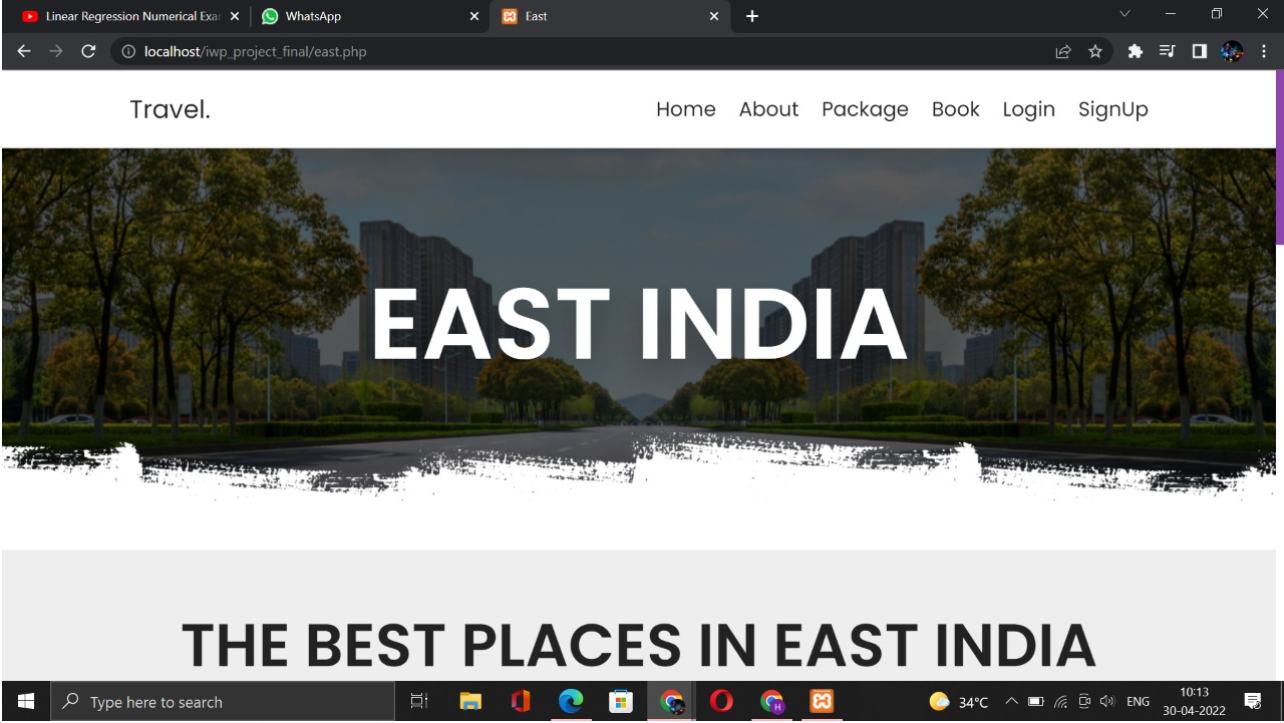 Linear Regression Numerical Exa
WhatsApp
East
localhost/iwp_project_final/east.php
Travel.
Home About Package Book Login SignUp
EAST INDIA
THE BEST PLACES IN EAST INDIA
Type here to search
34°C
ENG
10:13
30-04-2022